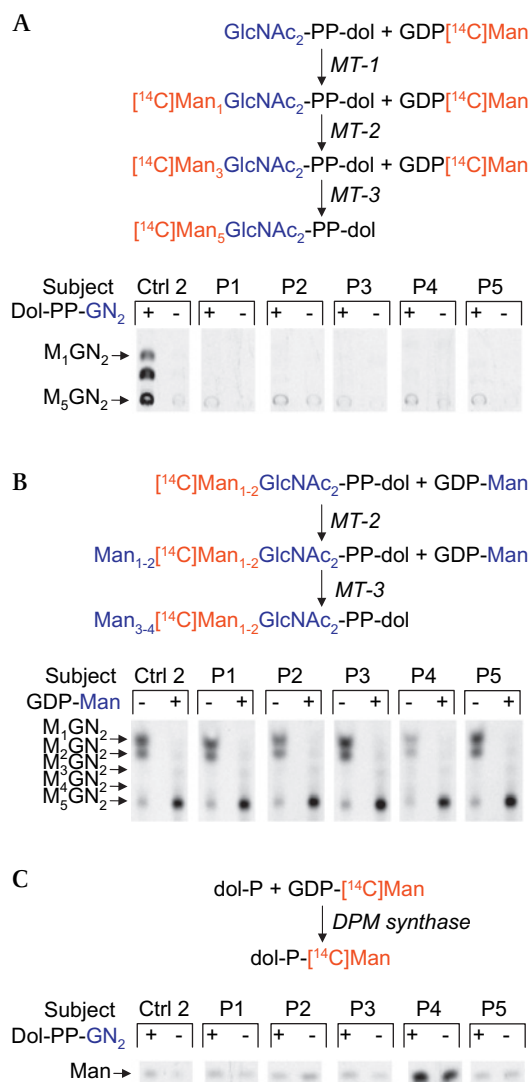 A
GlcNAc₂-PP-dol + GDP[¹⁴C]Man
MT-1
[¹⁴C]Man₁GlcNAc₂-PP-dol + GDP[¹⁴C]Man
MT-2
[¹⁴C]Man₃GlcNAc₂-PP-dol + GDP[¹⁴C]Man
MT-3
[¹⁴C]Man₅GlcNAc₂-PP-dol
Subject Ctrl 2 P1 P2 P3 P4 P5
Dol-PP-GN₂ + - + - + - + - + - + -
M₁GN₂
M₅GN₂
B
[¹⁴C]Man₁₋₂GlcNAc₂-PP-dol + GDP-Man
MT-2
Man₁₋₂[¹⁴C]Man₁₋₂GlcNAc₂-PP-dol + GDP-Man
MT-3
Man₃₋₄[¹⁴C]Man₁₋₂GlcNAc₂-PP-dol
Subject Ctrl 2 P1 P2 P3 P4 P5
GDP-Man - + - + - + - + - + - +
M₁GN₂
M₁GN₂
M₂GN₂
M₃GN₂
M₄GN₂
M₅GN₂
C
dol-P + GDP-[¹⁴C]Man
DPM synthase
dol-P-[¹⁴C]Man
Subject Ctrl 2 P1 P2 P3 P4 P5
Dol-PP-GN₂ + - + - + - + - + - + -
Man